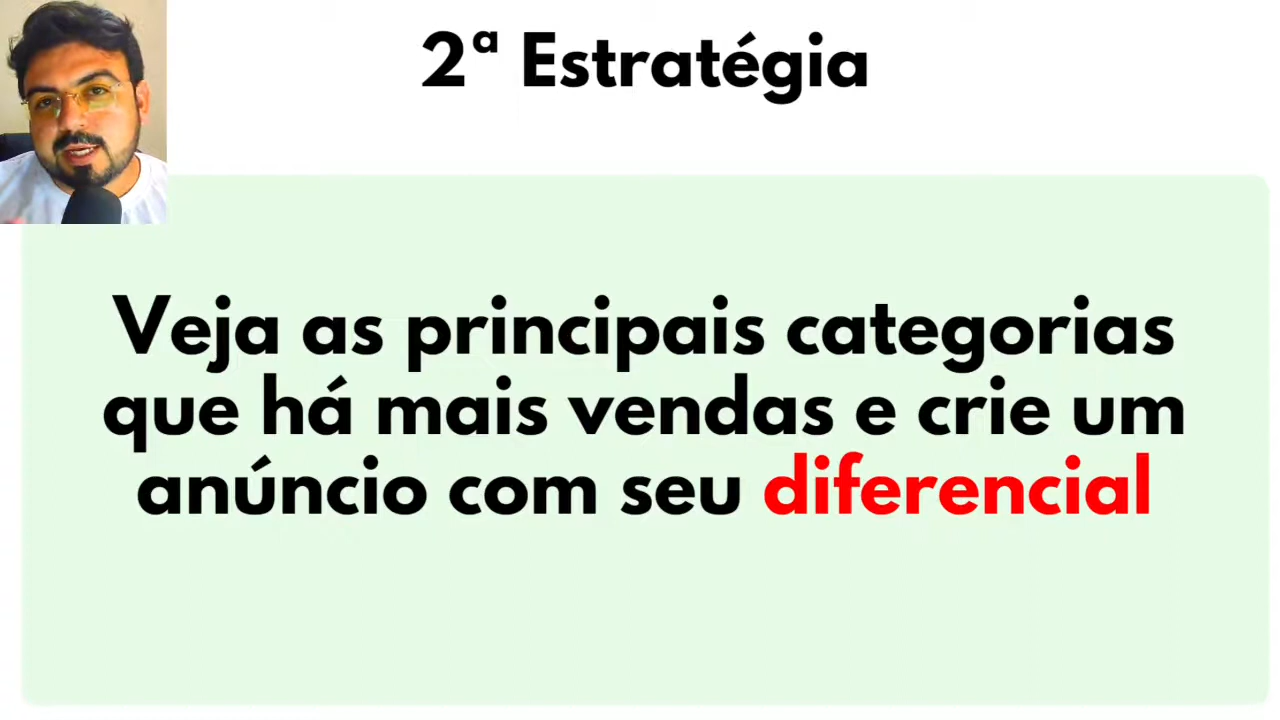 2ª Estratégia
Veja as principais categorias
que há mais vendas e crie um
anúncio com seu diferencial